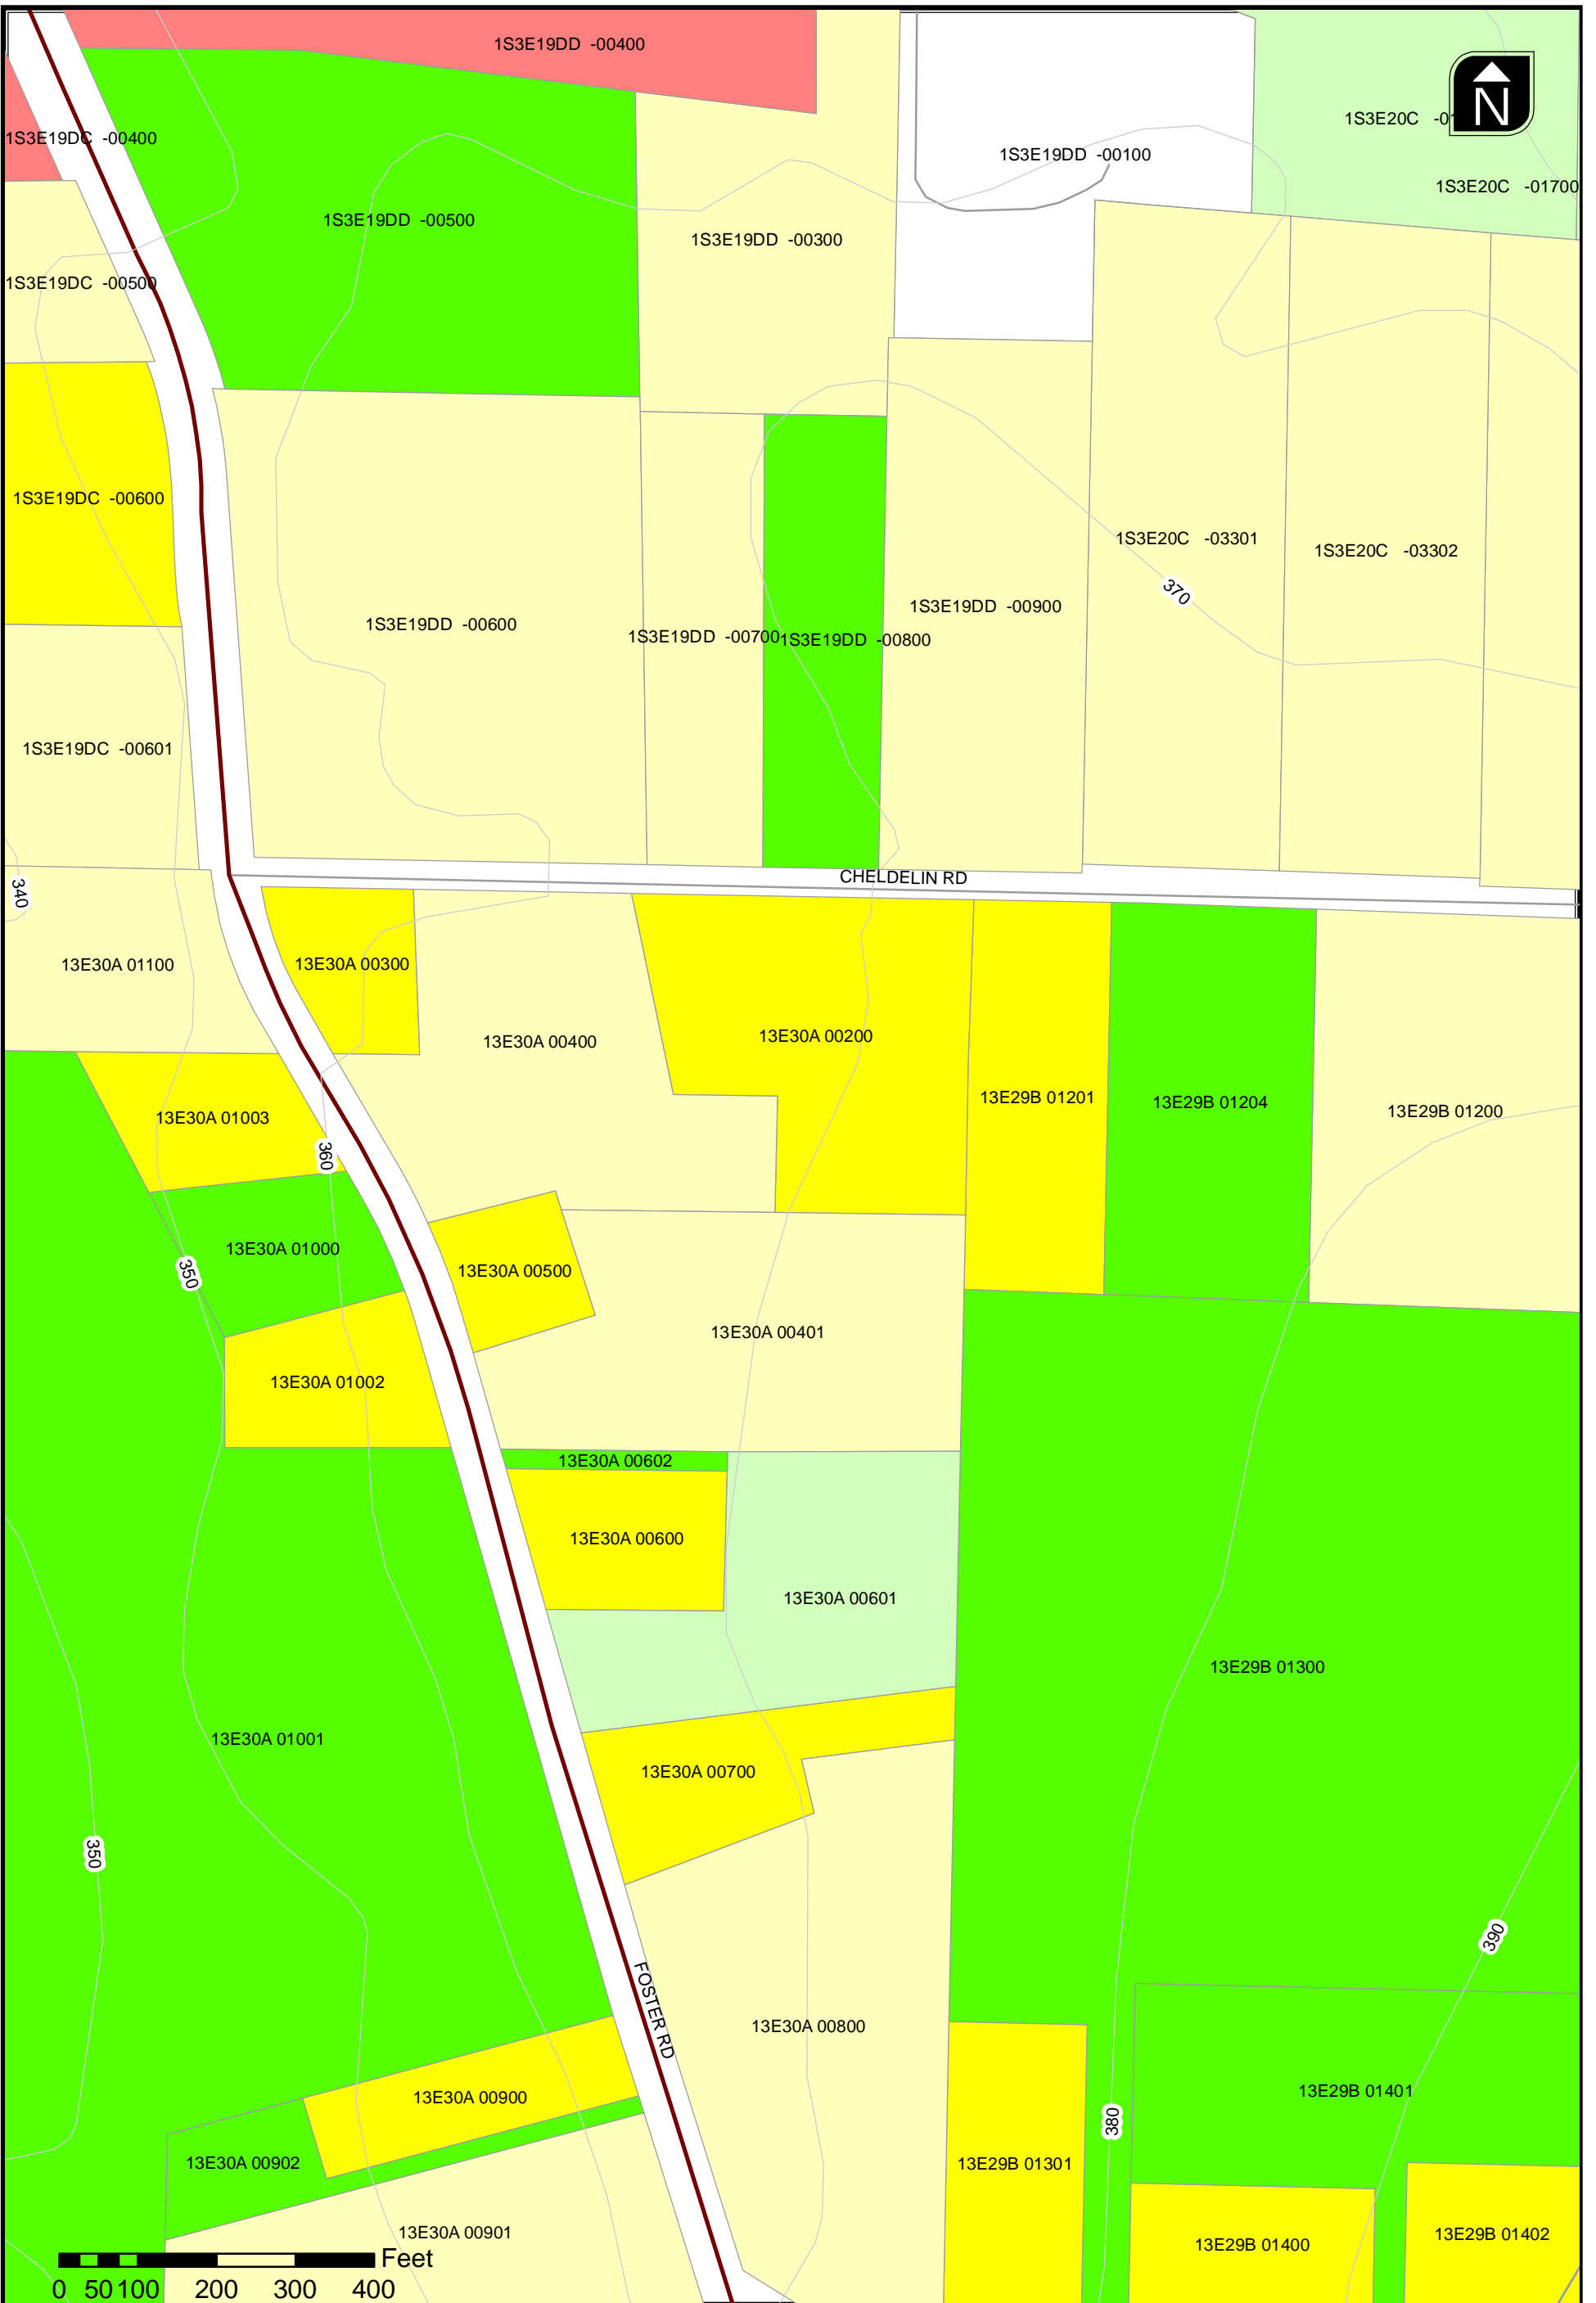 1S3E19DD -00400
N
1S3E20C -01
1S3E19DC -00400
1S3E19DD -00100
1S3E20C -01700
1S3E19DD -00500
1S3E19DD -00300
1S3E19DC -00500
1S3E19DC -00600
1S3E20C -03301
1S3E20C -03302
370
1S3E19DD -00900
1S3E19DD -00600
1S3E19DD -00700
1S3E19DD -00800
1S3E19DC -00601
CHELDELIN RD
340
13E30A 01100
13E30A 00300
13E30A 00400
13E30A 00200
13E29B 01201
13E29B 01204
13E29B 01200
13E30A 01003
360
13E30A 01000
350
13E30A 00500
13E30A 00401
13E30A 01002
13E30A 00602
13E30A 00600
13E30A 00601
13E29B 01300
13E30A 01001
13E30A 00700
350
390
FOSTER RD
13E30A 00800
13E30A 00900
13E29B 01401
380
13E30A 00902
13E29B 01301
13E30A 00901
13E29B 01400
13E29B 01402
Feet
0 50 100 200 300 400